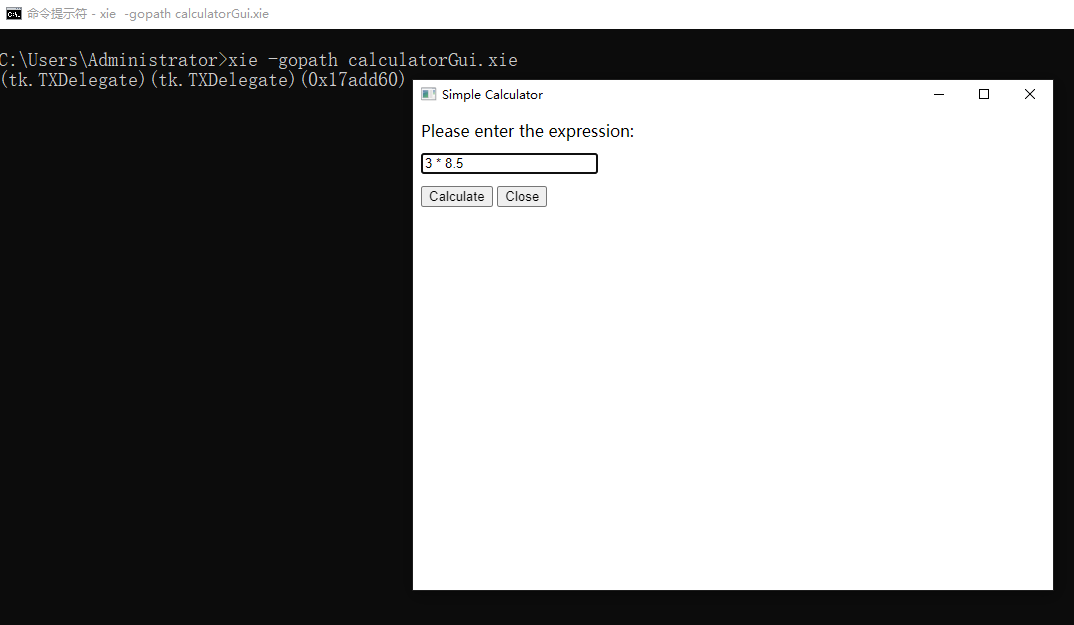 命令提示符 - xie  -gopath calculatorGui.xie
C:\Users\Administrator>xie -gopath calculatorGui.xie
(tk.TXDelegate)(tk.TXDelegate)(0x17add60)
Simple Calculator
Please enter the expression:
3 * 8.5
Calculate Close